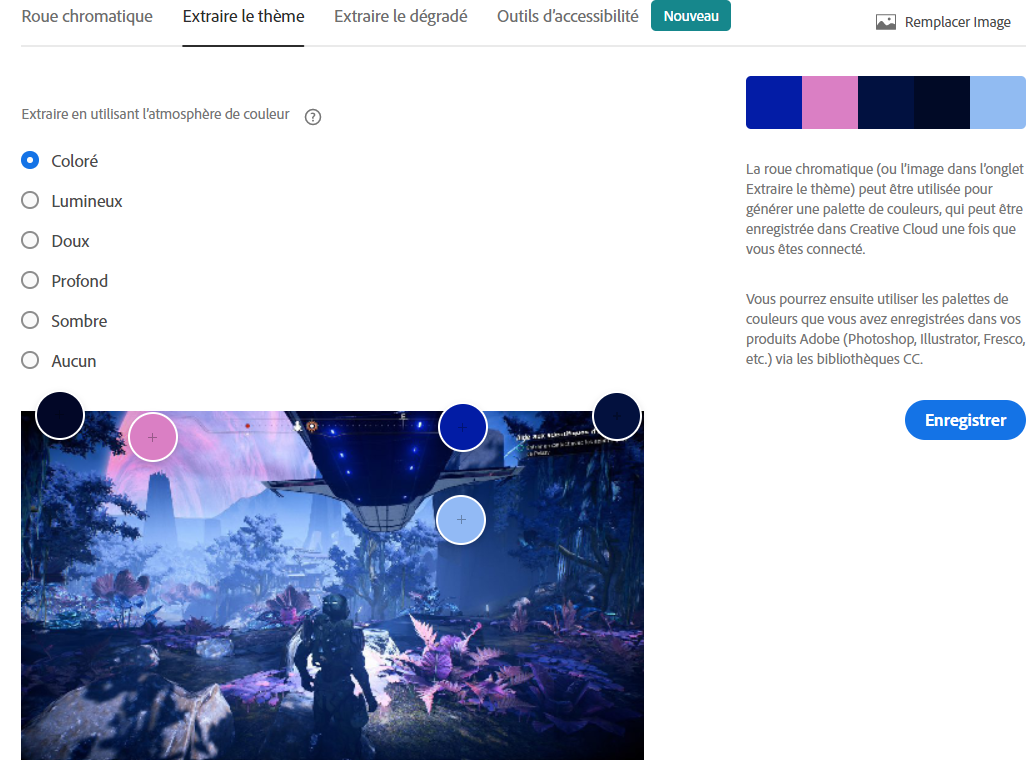 Roue chromatique
Extraire le thème
Extraire le dégradé
Outils d’accessibilité
Nouveau
Remplacer Image
Extraire en utilisant l’atmosphère de couleur
?
Coloré
Lumineux
Doux
Profond
Sombre
Aucun
La roue chromatique (ou l’image dans l’onglet
Extraire le thème) peut être utilisée pour
générer une palette de couleurs, qui peut être
enregistrée dans Creative Cloud une fois que
vous êtes connecté.
Vous pourrez ensuite utiliser les palettes de
couleurs que vous avez enregistrées dans vos
produits Adobe (Photoshop, Illustrator, Fresco,
etc.) via les bibliothèques CC.
Enregistrer
E